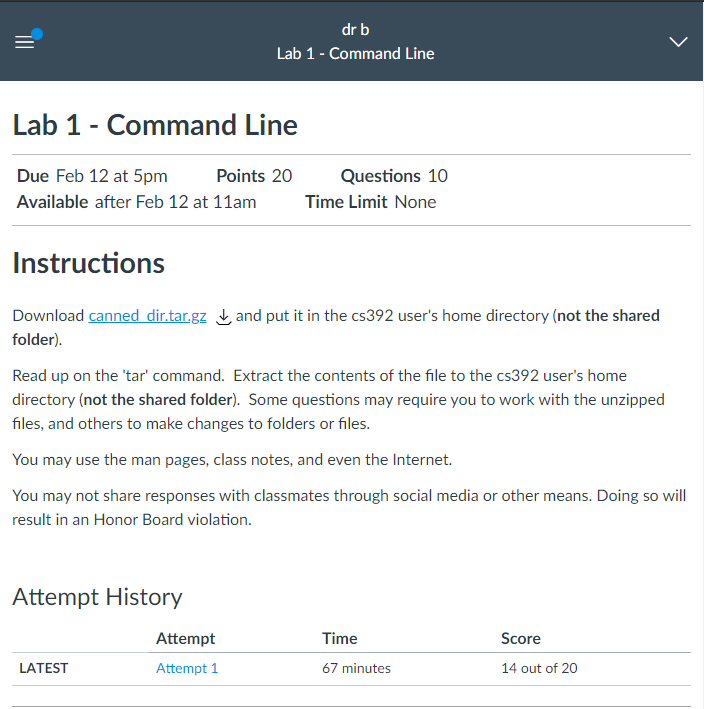 dr b
Lab 1 - Command Line
Lab 1 - Command Line
Due Feb 12 at 5pm Points 20 Questions 10
Available after Feb 12 at 11am Time Limit None
Instructions
Download canned_dir.tar.gz and put it in the cs392 user's home directory (not the shared
folder).
Read up on the 'tar' command. Extract the contents of the file to the cs392 user's home
directory (not the shared folder). Some questions may require you to work with the unzipped
files, and others to make changes to folders or files.
You may use the man pages, class notes, and even the Internet.
You may not share responses with classmates through social media or other means. Doing so will
result in an Honor Board violation.
Attempt History
Attempt Time Score
LATEST Attempt 1 67 minutes 14 out of 20